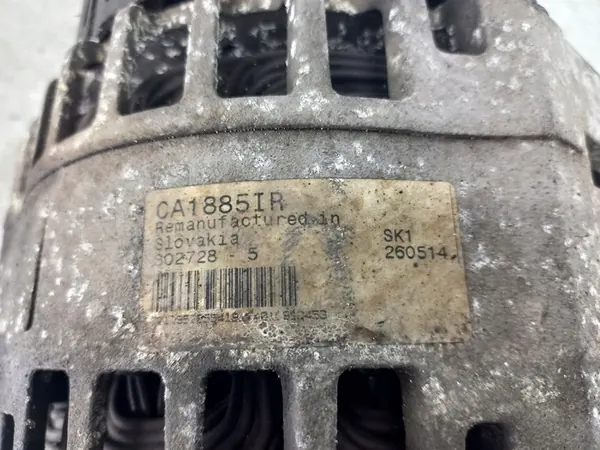 CA1885IR
Remanufactured in
Slovakia
302728 - 5
SK1
260514